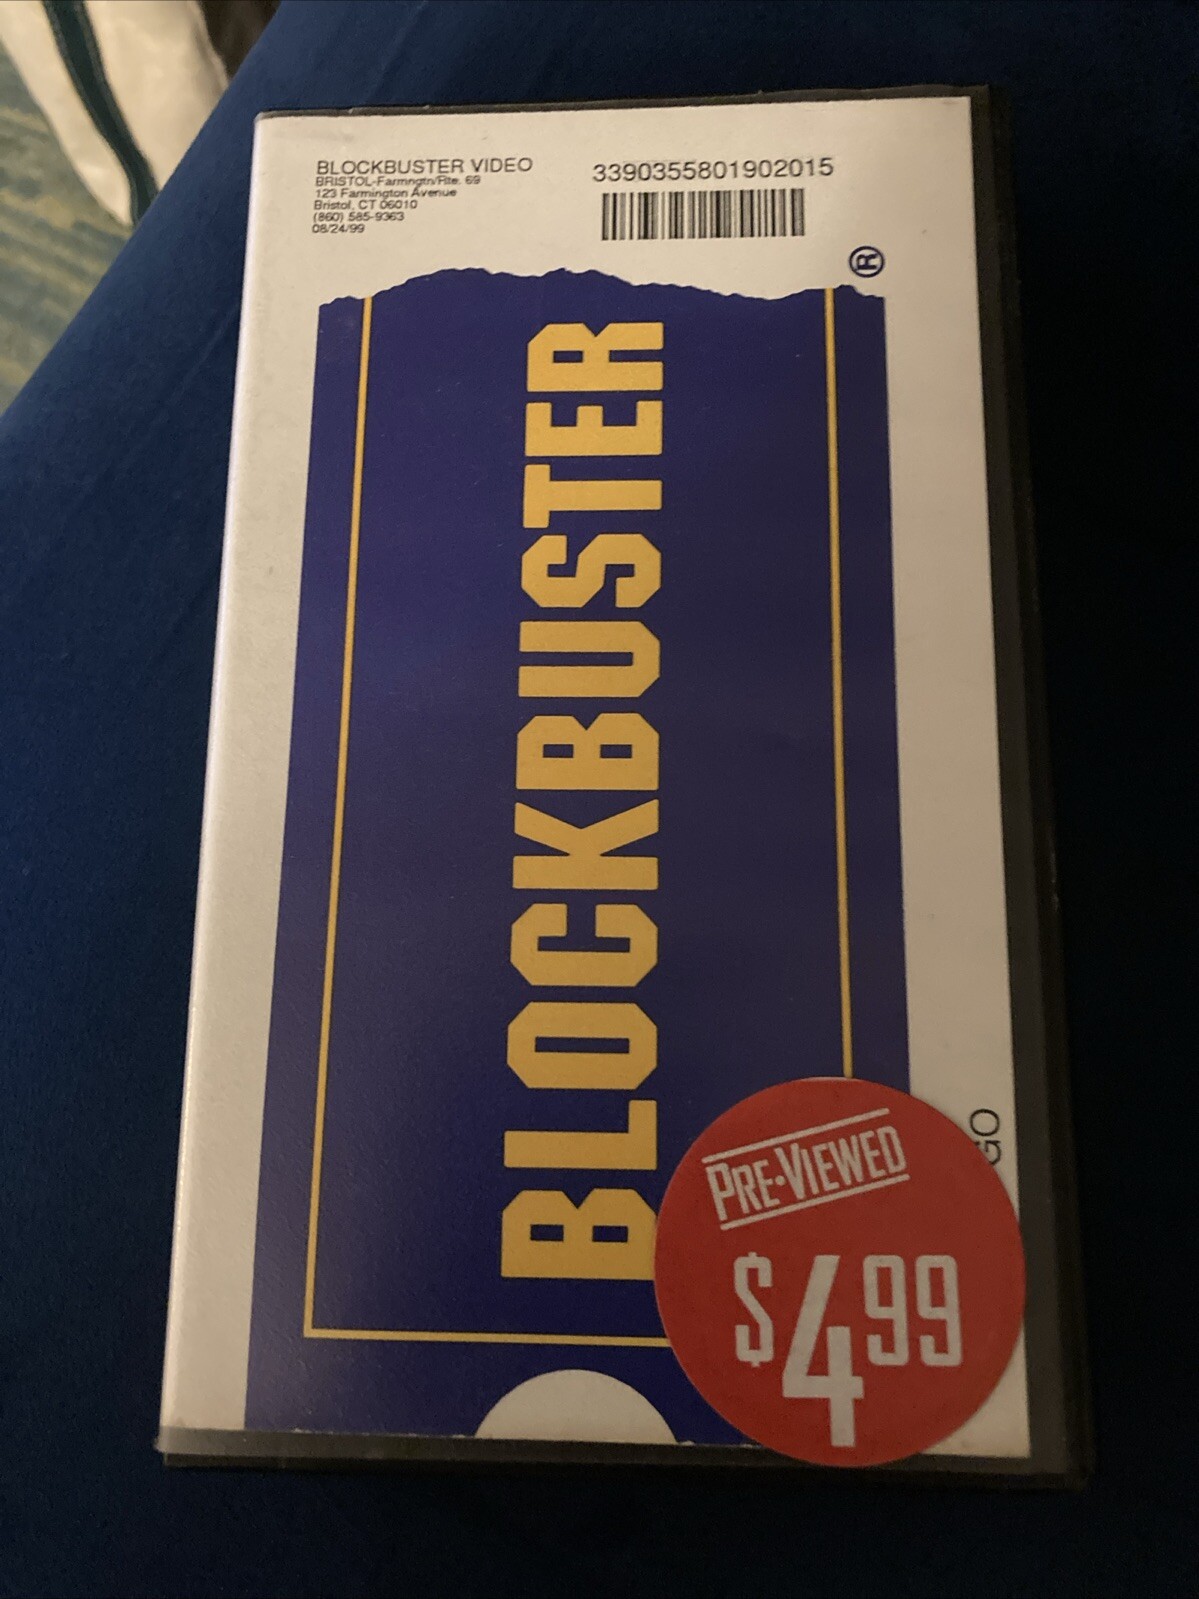 BLOCKBUSTER VIDEO
BRISTOL-Farmngtn/Rte. 69
123 Farmington Avenue
Bristol, CT 06010
(860) 585-9363
08/24/99
3390355801902015
®
BLOCKBUSTER
GO
PRE-VIEWED
$4.99